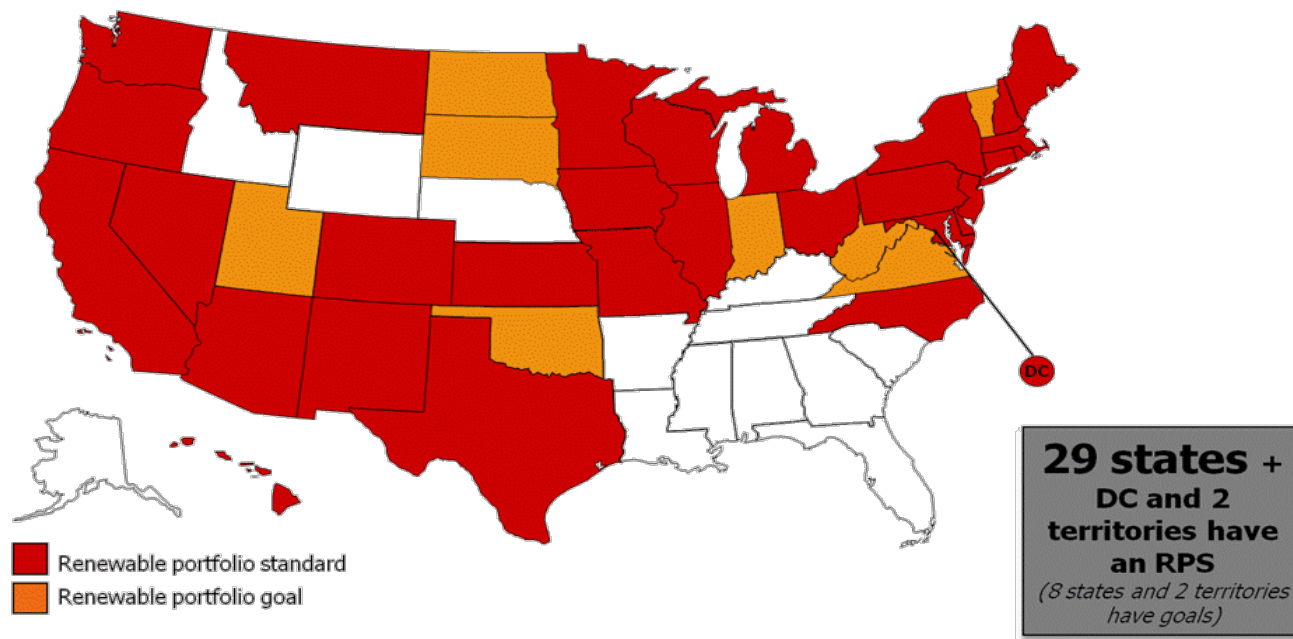 DC
Renewable portfolio standard
Renewable portfolio goal
29 states +
DC and 2
territories have
an RPS
(8 states and 2 territories
have goals)